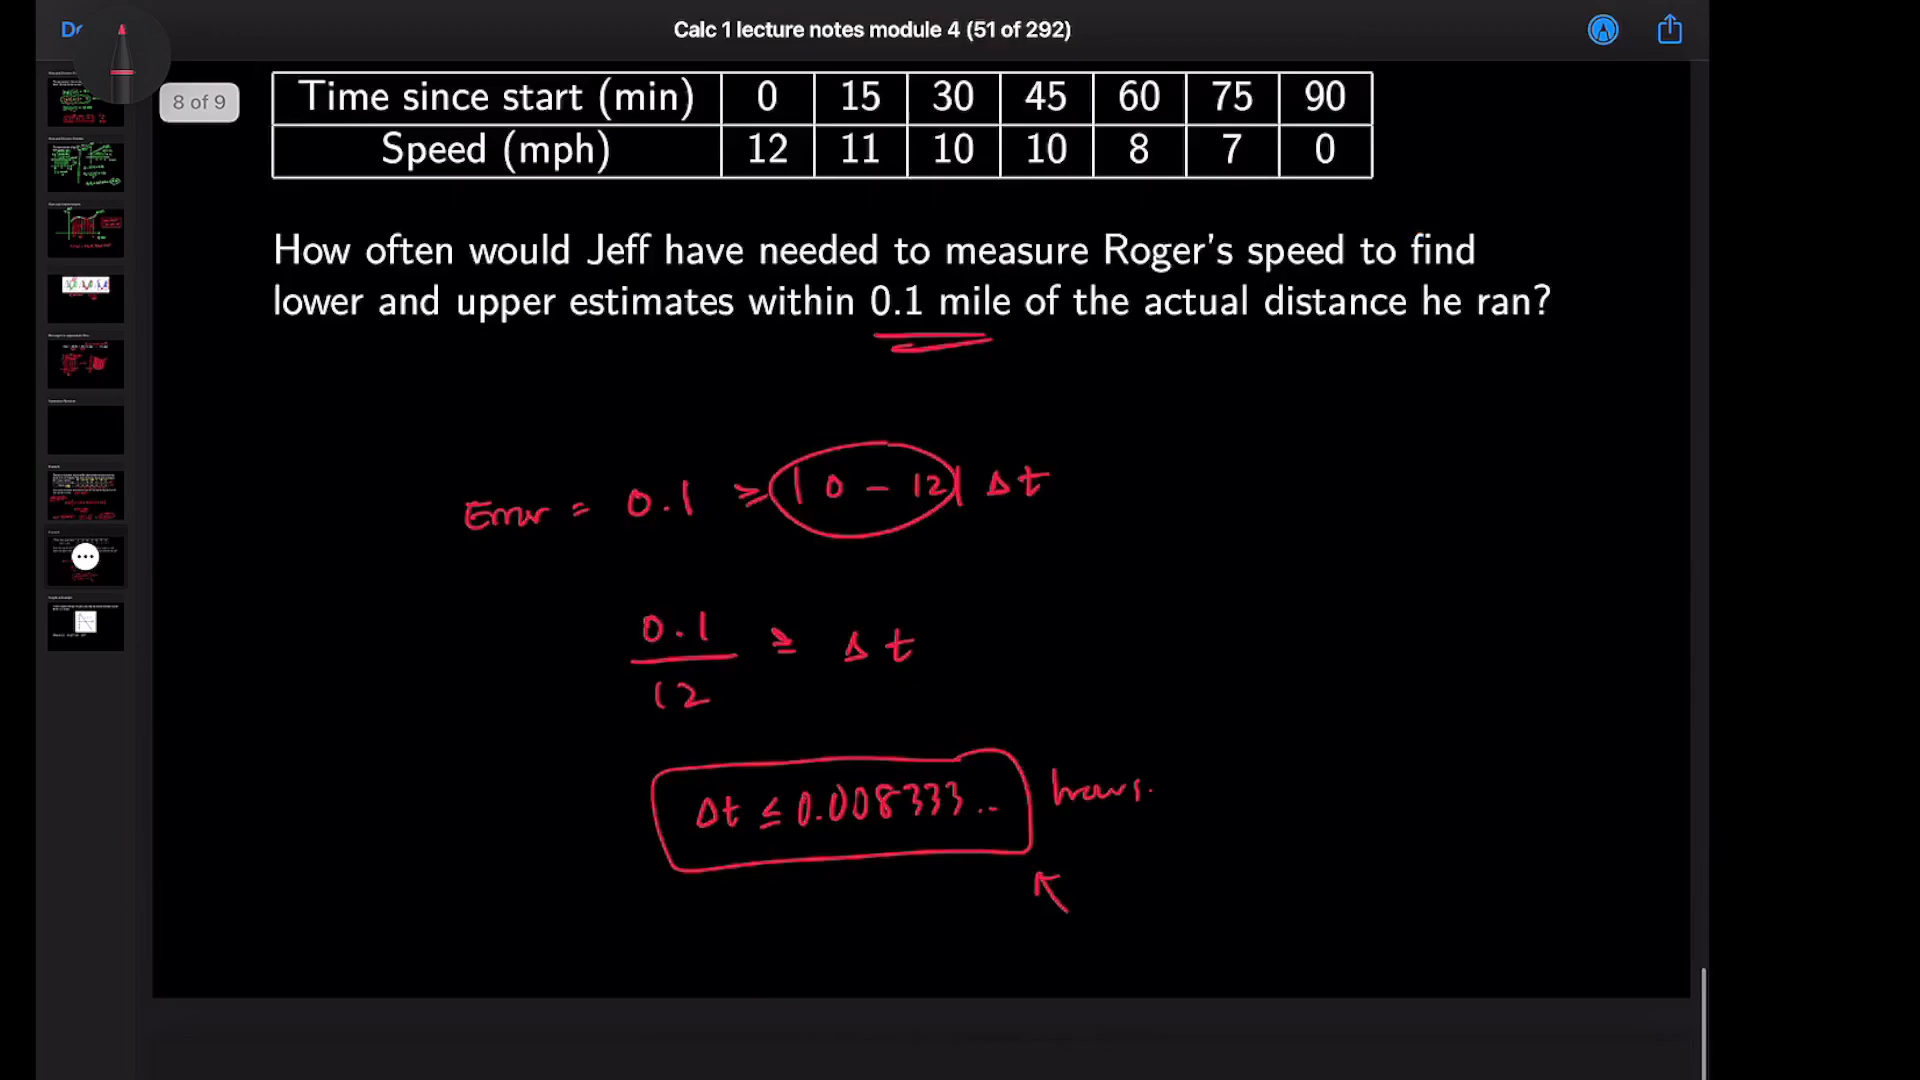 Dr
Calc 1 lecture notes module 4 (51 of 292)
8 of 9
Time since start (min) 0 15 30 45 60 75 90
Speed (mph) 12 11 10 10 8 7 0
How often would Jeff have needed to measure Roger's speed to find
lower and upper estimates within 0.1 mile of the actual distance he ran?
Error = 0.1 ≥ |0 - 12| Δt
0.1
≥ Δt
12
Δt ≤ 0.008333.. hours.